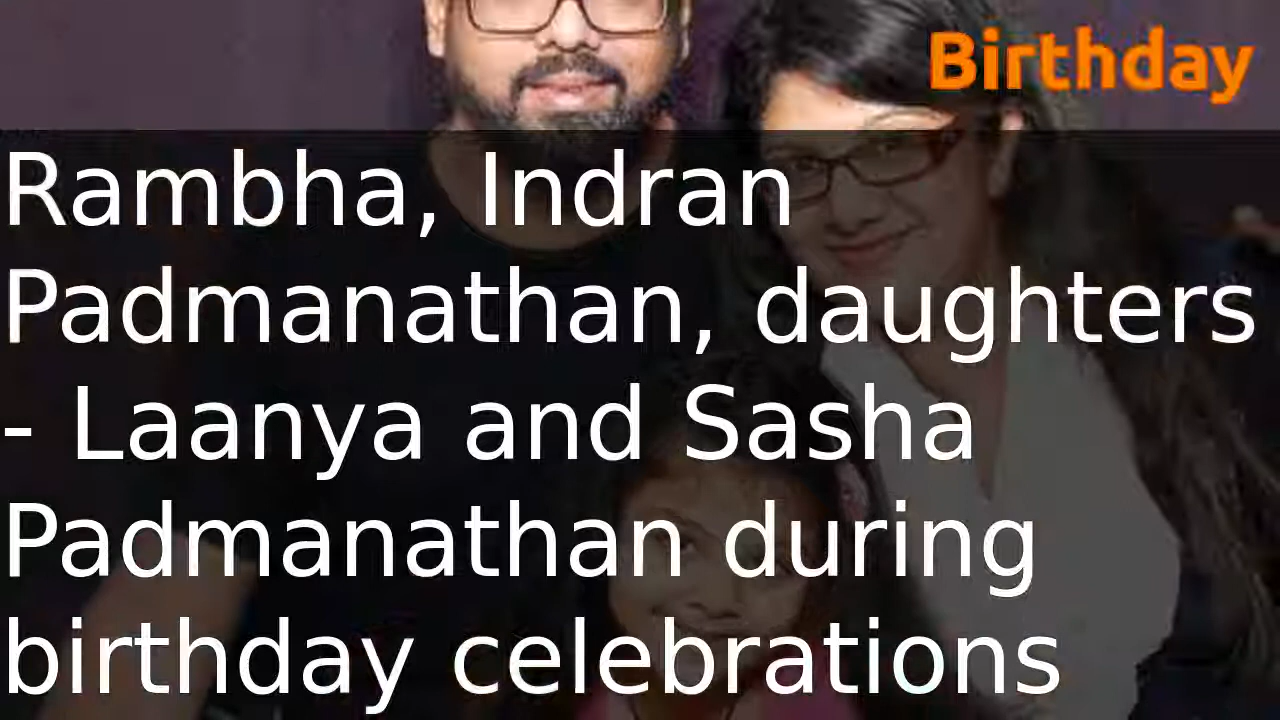 Birthday
Rambha, Indran
Padmanathan, daughters
- Laanya and Sasha
Padmanathan during
birthday celebrations